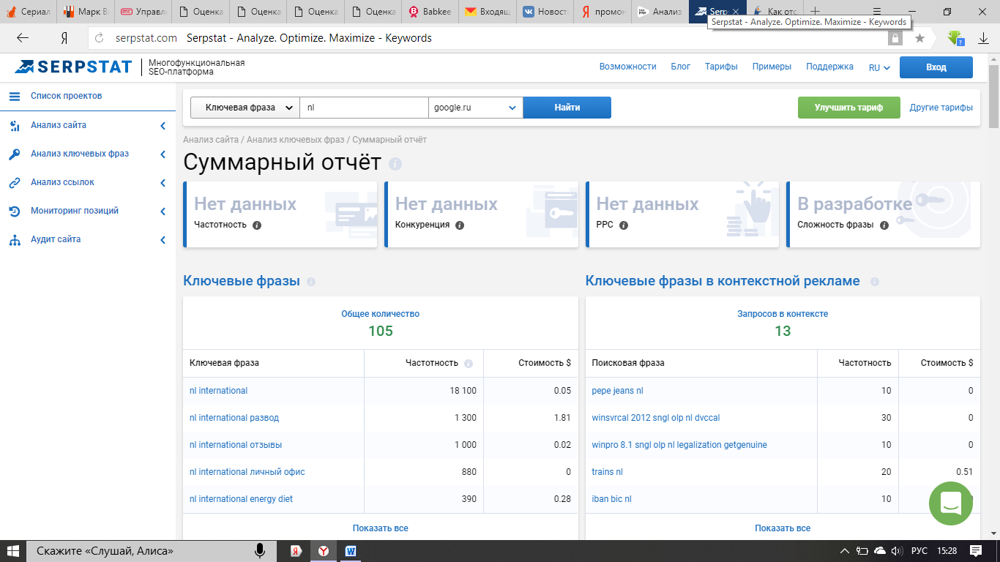 Сериал
Марк В
Управл
Оценка
Оценка
Оценка
Оценка
Babkee
Входящ
Новост
промон
Анализ
Serp
Как отс
Serpstat - Analyze. Optimize. Maximize - Keywords
serpstat.com Serpstat - Analyze. Optimize. Maximize - Keywords
SERPSTAT
Многофункциональная
SEO-платформа
Возможности Блог Тарифы Примеры Поддержка RU Вход
Список проектов
Анализ сайта
Анализ ключевых фраз
Анализ ссылок
Мониторинг позиций
Аудит сайта
Ключевая фраза nl google.ru Найти Улучшить тариф Другие тарифы
Анализ сайта / Анализ ключевых фраз / Суммарный отчёт
Суммарный отчёт
Нет данных
Частотность
Нет данных
Конкуренция
Нет данных
PPC
В разработке
Сложность фразы
Ключевые фразы
Общее количество
105
Ключевая фраза Частотность Стоимость $
nl international 18 100 0.05
nl international развод 1 300 1.81
nl international отзывы 1 000 0.02
nl international личный офис 880 0
nl international energy diet 390 0.28
Показать все
Ключевые фразы в контекстной рекламе
Запросов в контексте
13
Поисковая фраза Частотность Стоимость $
pepe jeans nl 10 0
winsvrcal 2012 sngl olp nl dvccal 30 0
winpro 8.1 sngl olp nl legalization getgenuine 10 0
trains nl 20 0.51
iban bic nl 10
Показать все
Скажите «Слушай, Алиса»
РУС 15:28